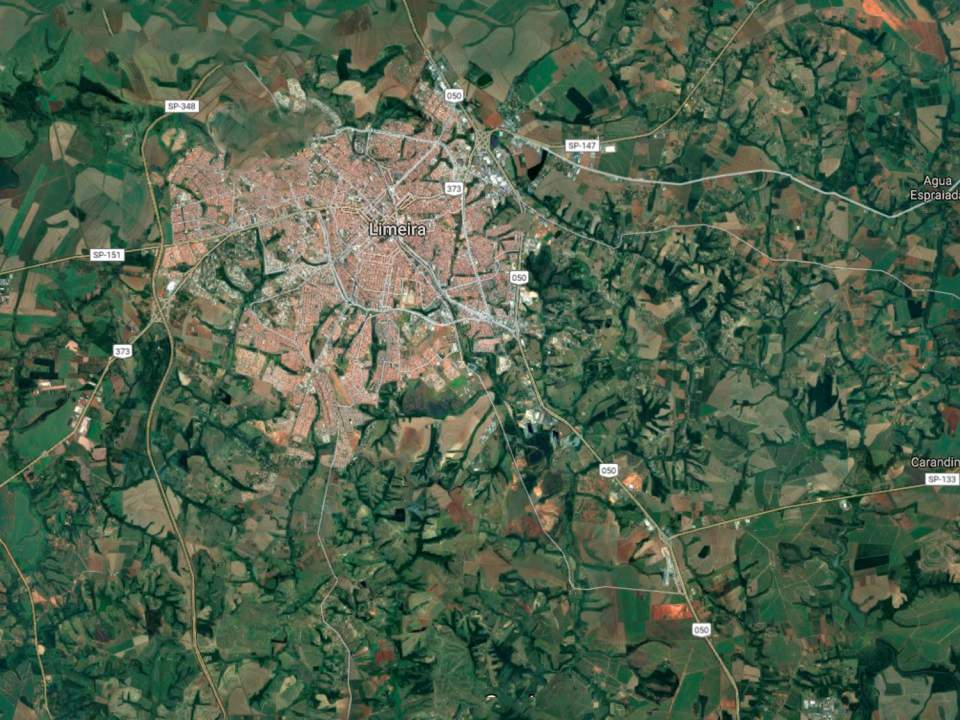 050
SP-348
SP-147
Agua
Espraiada
373
Limeira
SP-151
050
373
Carandin
050
SP-133
050